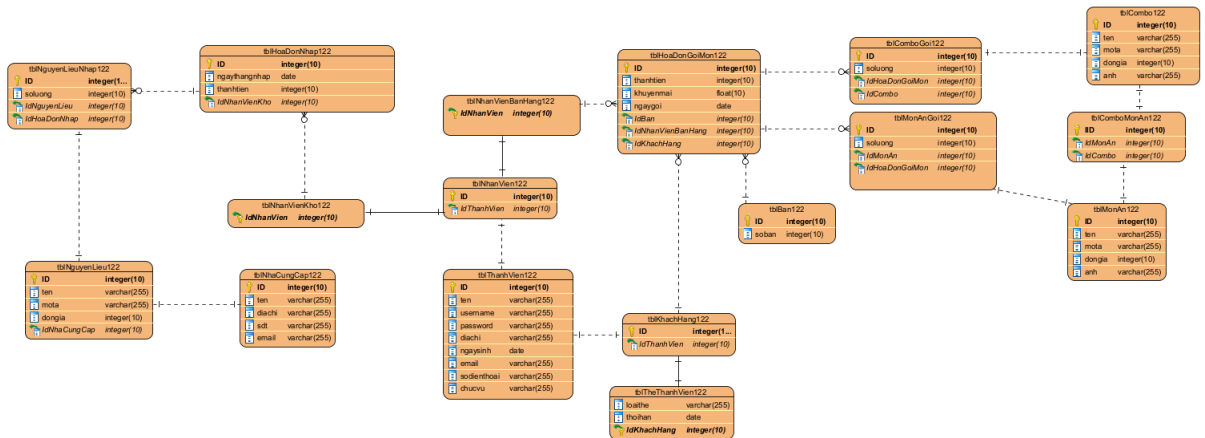 tblNguyenLieuNhap122
ID integer(1...
soluong integer(10)
IdNguyenLieu integer(10)
IdHoaDonNhap integer(10)
tblHoaDonNhap122
ID integer(10)
ngaythangnhap date
thanhtien integer(10)
IdNhanVienKho integer(10)
tblNhanVienBanHang122
IdNhanVien integer(10)
tblHoaDonGoiMon122
ID integer(10)
thanhtien integer(10)
khuyenmai float(10)
ngaygoi date
IdBan integer(10)
IdNhanVienBanHang integer(10)
IdKhachHang integer(10)
tblComboGoi122
ID integer(10)
soluong integer(10)
IdHoaDonGoiMon integer(10)
IdCombo integer(10)
tblCombo122
ID integer(10)
ten varchar(255)
mota varchar(255)
dongia integer(10)
anh varchar(255)
tblMonAnGoi122
ID integer(10)
soluong integer(10)
IdMonAn integer(10)
IdHoaDonGoiMon integer(10)
tblComboMonAn122
IID integer(10)
IdMonAn integer(10)
IdCombo integer(10)
tblNhanVienKho122
IdNhanVien integer(10)
tblNhanVien122
ID integer(10)
IdThanhVien integer(10)
tblBan122
ID integer(10)
soban integer(10)
tblMonAn122
ID integer(10)
ten varchar(255)
mota varchar(255)
dongia integer(10)
anh varchar(255)
tblNguyenLieu122
ID integer(10)
ten varchar(255)
mota varchar(255)
dongia integer(10)
IdNhaCungCap integer(10)
tblNhaCungCap122
ID integer(10)
ten varchar(255)
diachi varchar(255)
sdt varchar(255)
email varchar(255)
tblThanhVien122
ID integer(10)
ten varchar(255)
username varchar(255)
password varchar(255)
diachi varchar(255)
ngaysinh date
email varchar(255)
sodienthoai varchar(255)
chucvu varchar(255)
tblKhachHang122
ID integer(1...
IdThanhVien integer(10)
tblTheThanhVien122
loaithe varchar(255)
thoihan date
IdKhachHang integer(10)